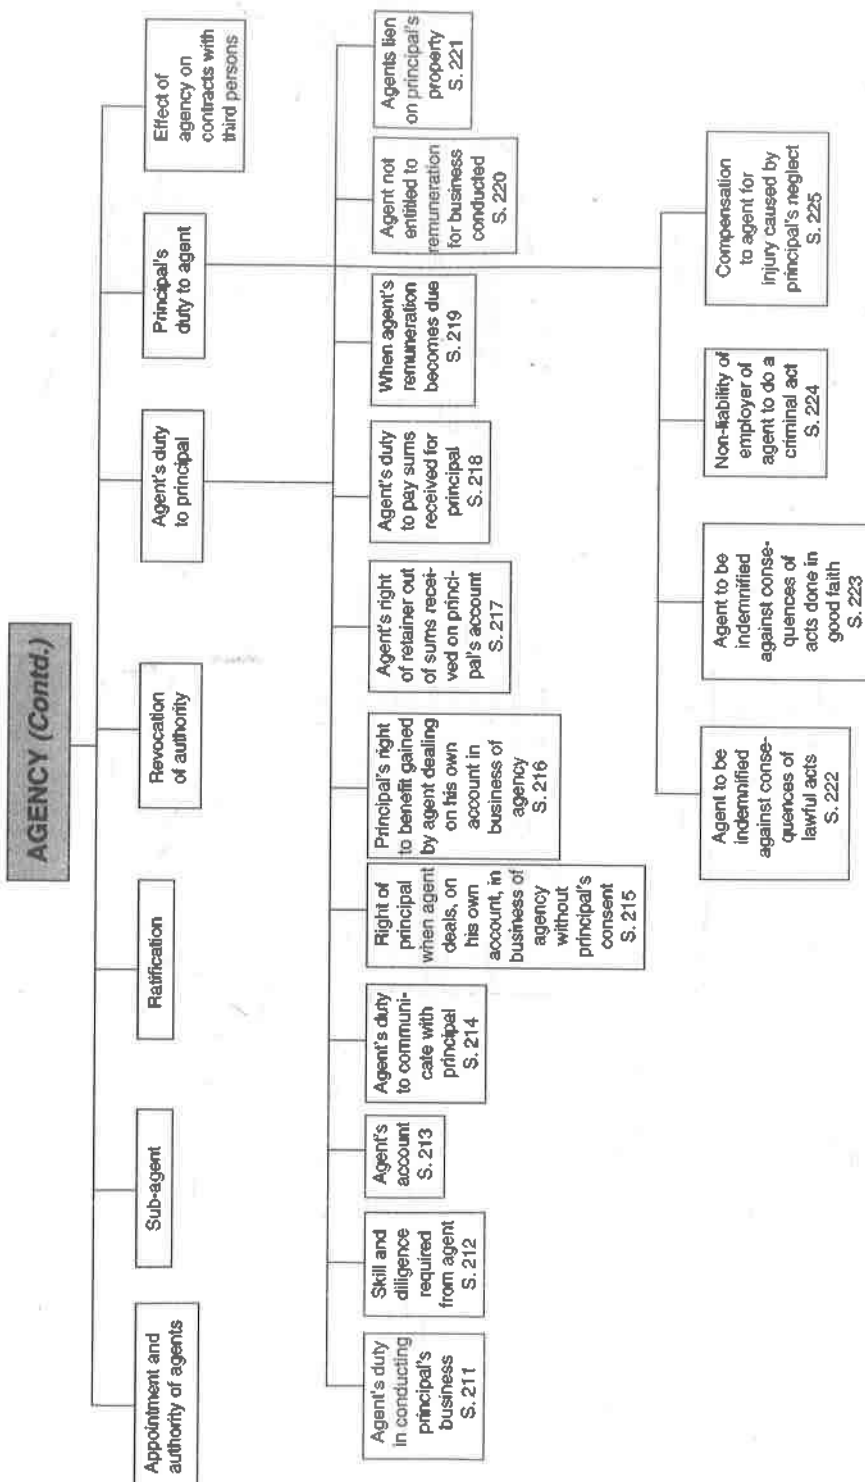 AGENCY (Contd.)
Appointment and
authority of agents
Sub-agent
Ratification
Revocation
of authority
Agent's duty
to principal
Principal's
duty to agent
Effect of
agency on
contracts with
third persons
Agent's duty
in conducting
principal's
business
S. 211
Skill and
diligence
required
from agent
S. 212
Agent's
account
S. 213
Agent's duty
to communi-
cate with
principal
S. 214
Right of
principal
when agent
deals, on
his own
account, in
business of
agency
without
principal's
consent
S. 215
Principal's right
to benefit gained
by agent dealing
on his own
account in
business of
agency
S. 216
Agent's right
of retainer out
of sums recei-
ved on princi-
pal's account
S. 217
Agent's duty
to pay sums
received for
principal
S. 218
When agent's
remuneration
becomes due
S. 219
Agent not
entitled to
remuneration
for business
conducted
S. 220
Agents lien
on principal's
property
S. 221
Agent to be
indemnified
against conse-
quences of
lawful acts
S. 222
Agent to be
indemnified
against conse-
quences of
acts done in
good faith
S. 223
Non-liability of
employer of
agent to do a
criminal act
S. 224
Compensation
to agent for
injury caused by
principal's neglect
S. 225